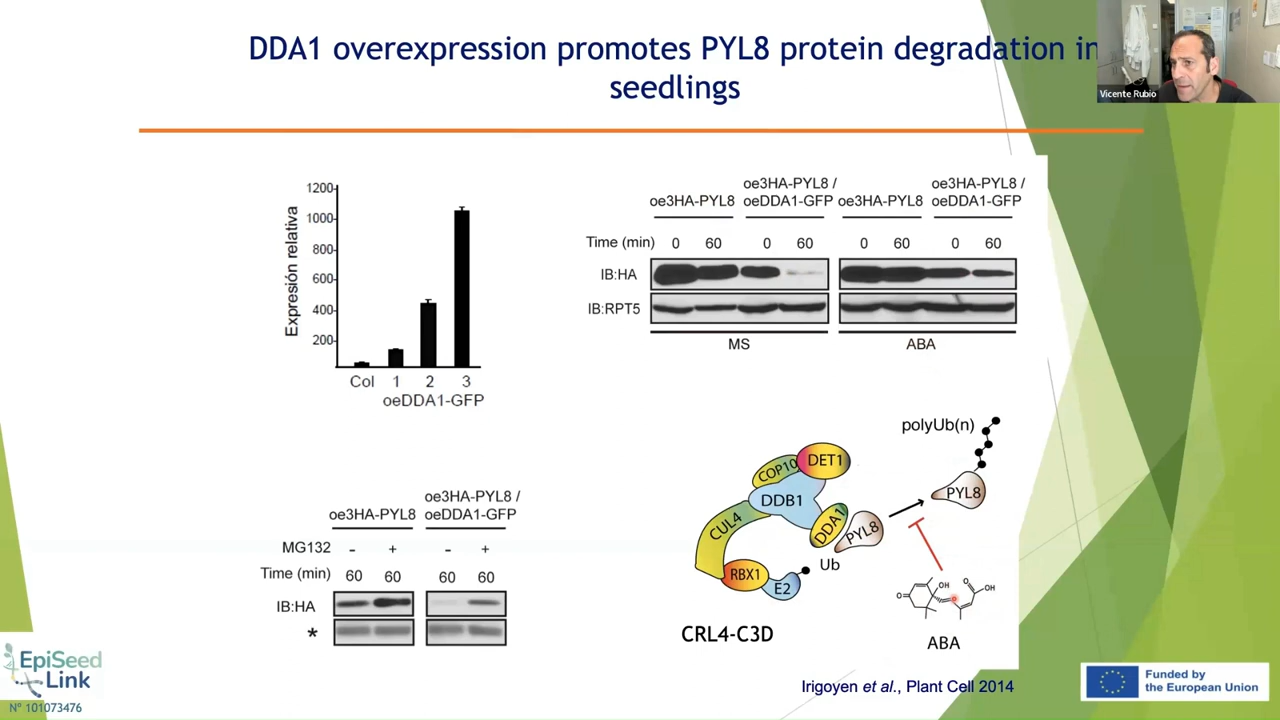 DDA1 overexpression promotes PYL8 protein degradation in
seedlings
Vicente Rubio
Expresión relativa
1200
1000
800
600
400
200
Col 1 2 3
oeDDA1-GFP
oe3HA-PYL8 oe3HA-PYL8 / oeDDA1-GFP oe3HA-PYL8 oe3HA-PYL8 / oeDDA1-GFP
Time (min) 0 60 0 60 0 60 0 60
IB:HA
IB:RPT5
MS ABA
oe3HA-PYL8 oe3HA-PYL8 / oeDDA1-GFP
MG132 - + - +
Time (min) 60 60 60 60
IB:HA
*
polyUb(n)
PYL8
COP10
DET1
DDB1
CUL4
DDA1
PYL8
Ub
RBX1
E2
CRL4-C3D
O OH O OH
ABA
Irigoyen et al., Plant Cell 2014
EpiSeed
Link
Nº 101073476
Funded by
the European Union